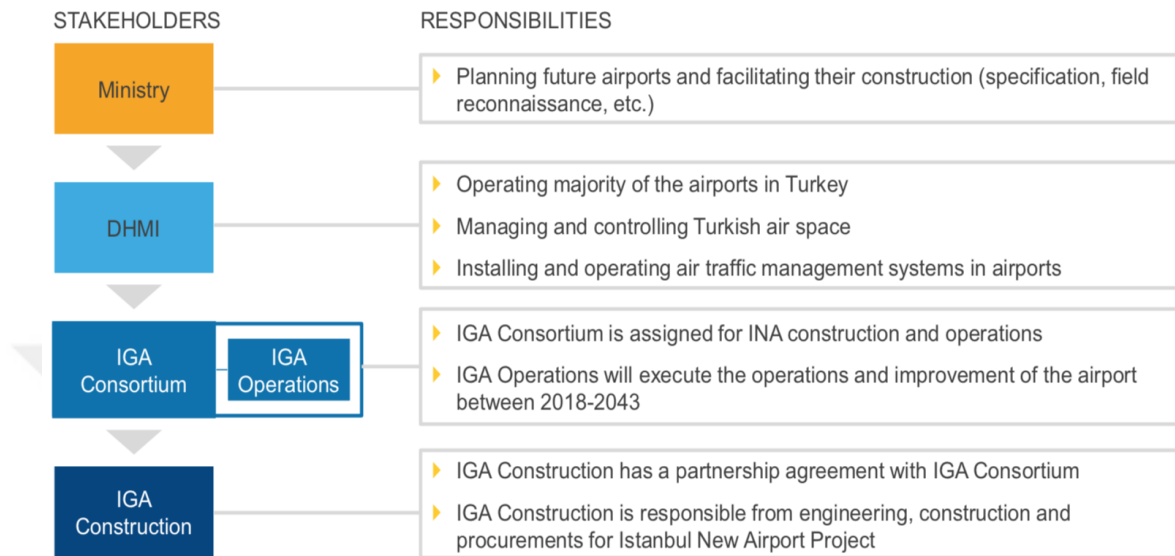 STAKEHOLDERS
RESPONSIBILITIES
Ministry
Planning future airports and facilitating their construction (specification, field
reconnaissance, etc.)
DHMI
Operating majority of the airports in Turkey
Managing and controlling Turkish air space
Installing and operating air traffic management systems in airports
IGA
Consortium
IGA
Operations
IGA Consortium is assigned for INA construction and operations
IGA Operations will execute the operations and improvement of the airport
between 2018-2043
IGA
Construction
IGA Construction has a partnership agreement with IGA Consortium
IGA Construction is responsible from engineering, construction and
procurements for Istanbul New Airport Project